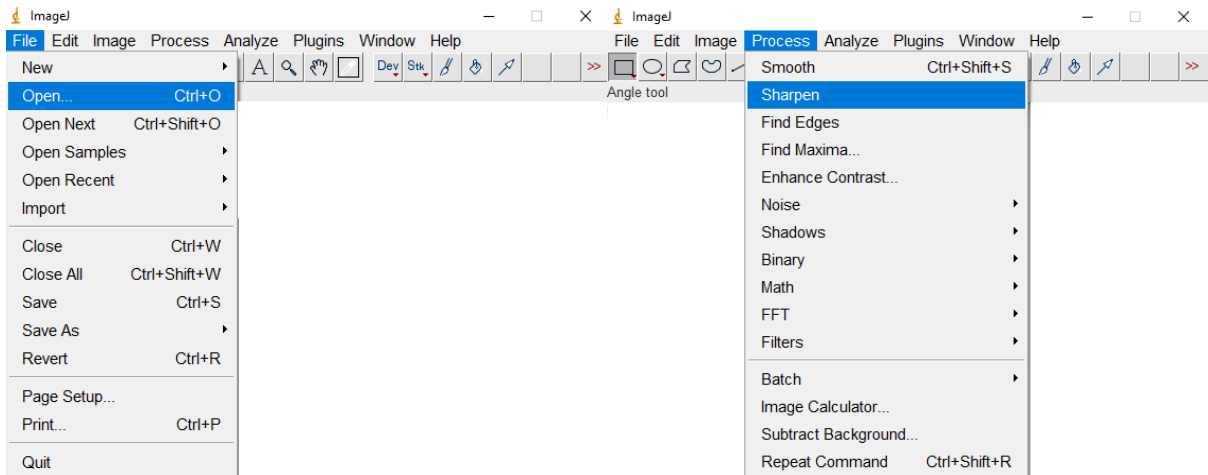 ImageJ
File Edit Image Process Analyze Plugins Window Help
New
A Dev Stk >>
Open... Ctrl+O
Open Next Ctrl+Shift+O
Open Samples
Open Recent
Import
Close Ctrl+W
Close All Ctrl+Shift+W
Save Ctrl+S
Save As
Revert Ctrl+R
Page Setup...
Print... Ctrl+P
Quit
ImageJ
File Edit Image Process Analyze Plugins Window Help
Smooth Ctrl+Shift+S
>>
Angle tool
Sharpen
Find Edges
Find Maxima...
Enhance Contrast...
Noise
Shadows
Binary
Math
FFT
Filters
Batch
Image Calculator...
Subtract Background...
Repeat Command Ctrl+Shift+R